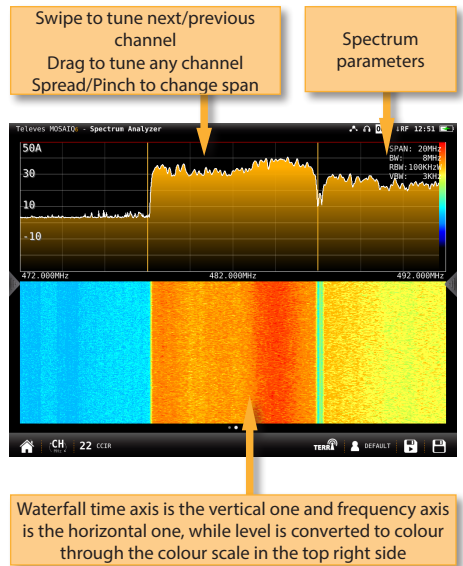 Swipe to tune next/previous
channel
Drag to tune any channel
Spread/Pinch to change span
Spectrum
parameters
Televes MOSAIQ6 - Spectrum Analyzer
RF 12:51
50A
SPAN: 20MHz
BW: 8MHz
30
RBW:100KHz
VBW: 3KHz
10
-10
472.000MHz 482.000MHz 492.000MHz
CH 22 CCIR TERR DEFAULT
Waterfall time axis is the vertical one and frequency axis
is the horizontal one, while level is converted to colour
through the colour scale in the top right side